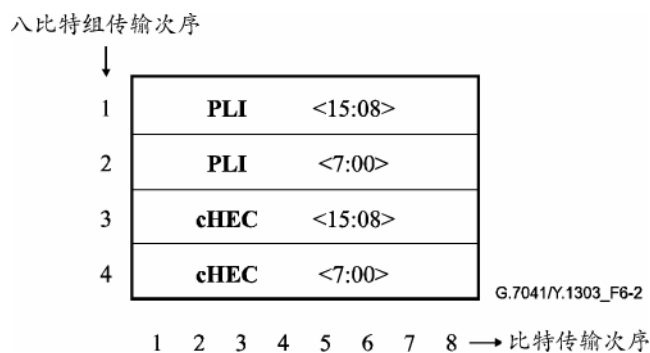 八比特组传输次序
1 PLI <15:08>
2 PLI <7:00>
3 cHEC <15:08>
4 cHEC <7:00>
G.7041/Y.1303_F6-2
1 2 3 4 5 6 7 8 → 比特传输次序